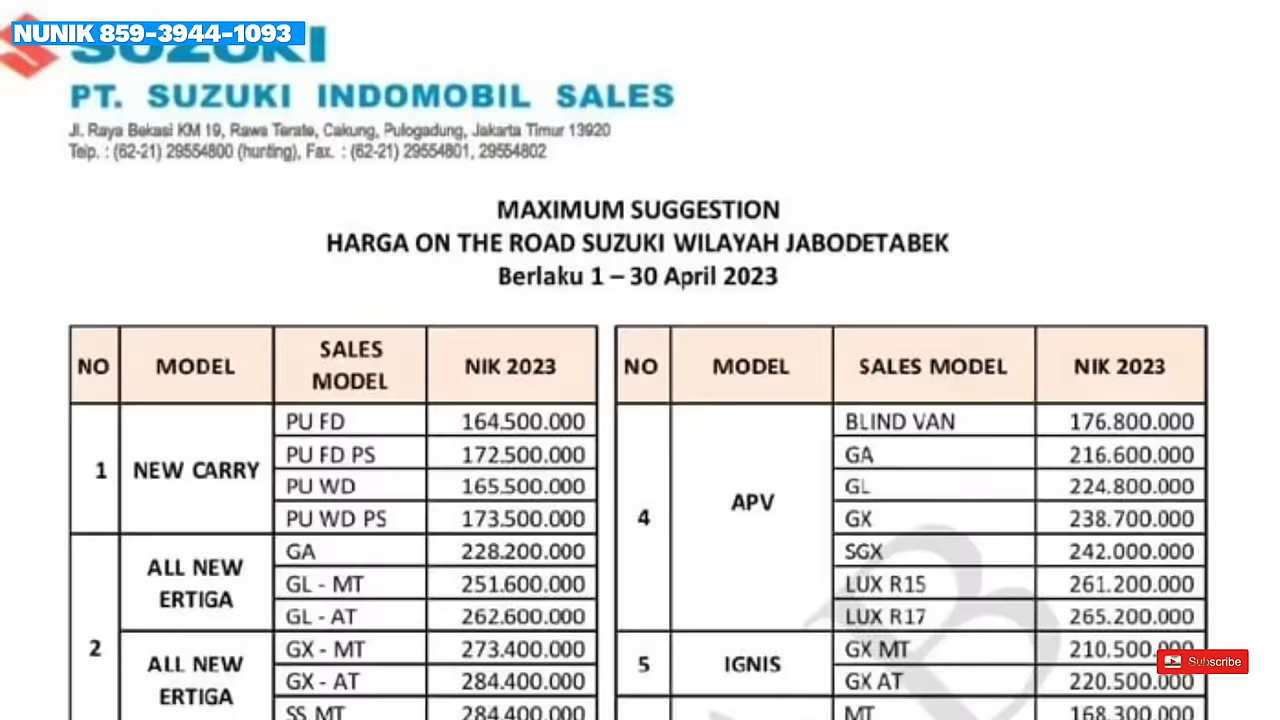 NUNIK 859-3944-1093
SUZUKI
PT. SUZUKI INDOMOBIL SALES
Jl. Raya Bekasi KM 19, Rawa Terate, Cakung, Pulogadung, Jakarta Timur 13920
Telp. : (62-21) 29554800 (hunting), Fax. : (62-21) 29554801, 29554802
MAXIMUM SUGGESTION
HARGA ON THE ROAD SUZUKI WILAYAH JABODETABEK
Berlaku 1 – 30 April 2023
NO MODEL SALES MODEL NIK 2023
1 NEW CARRY PU FD 164.500.000
PU FD PS 172.500.000
PU WD 165.500.000
PU WD PS 173.500.000
2 ALL NEW ERTIGA GA 228.200.000
GL - MT 251.600.000
GL - AT 262.600.000
ALL NEW ERTIGA GX - MT 273.400.000
GX - AT 284.400.000
SS MT 284.400.000
NO MODEL SALES MODEL NIK 2023
4 APV BLIND VAN 176.800.000
GA 216.600.000
GL 224.800.000
GX 238.700.000
SGX 242.000.000
LUX R15 261.200.000
LUX R17 265.200.000
5 IGNIS GX MT 210.500.000
GX AT 220.500.000
MT 168.300.000
Subscribe